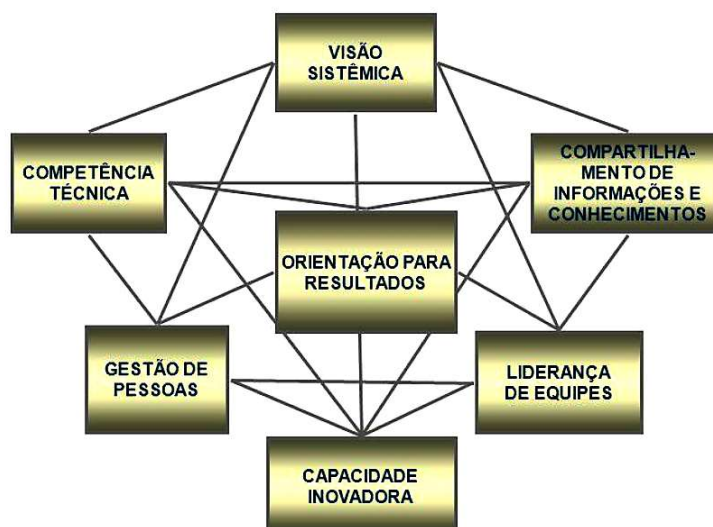 VISÃO
SISTÊMICA
COMPETÊNCIA
TÉCNICA
COMPARTILHA-
MENTO DE
INFORMAÇÕES E
CONHECIMENTOS
ORIENTAÇÃO PARA
RESULTADOS
GESTÃO DE
PESSOAS
LIDERANÇA
DE EQUIPES
CAPACIDADE
INOVADORA